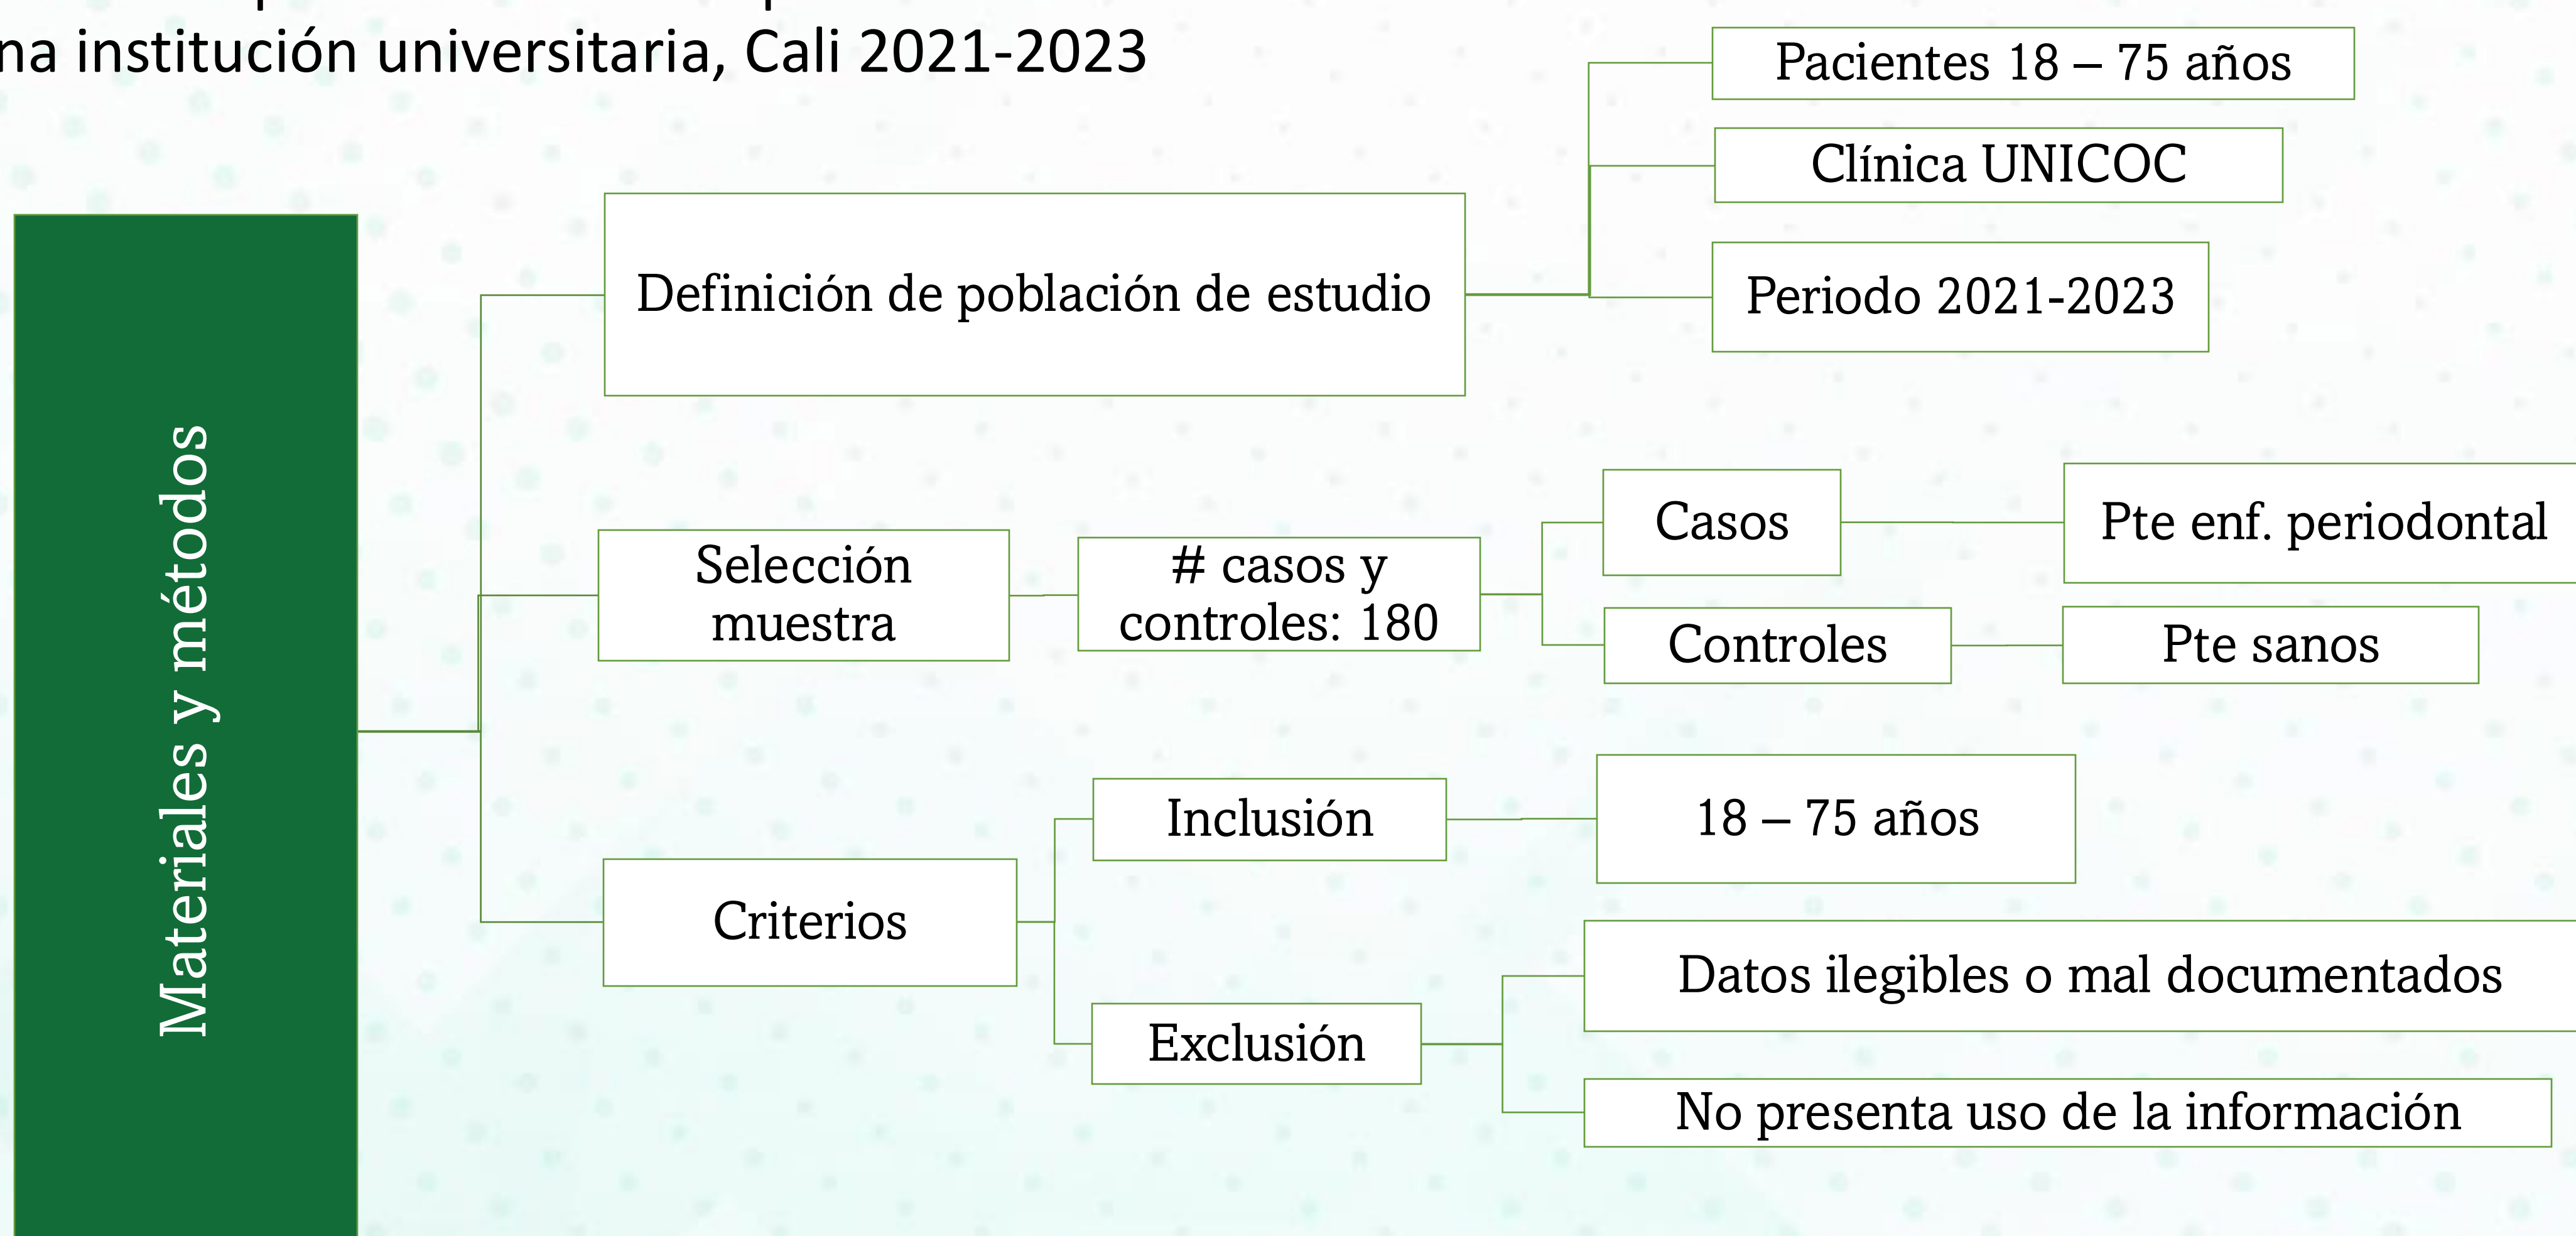 na institución universitaria, Cali 2021-2023
Materiales y métodos
Definición de población de estudio
Pacientes 18 – 75 años
Clínica UNICOC
Periodo 2021-2023
Selección
muestra
# casos y
controles: 180
Casos
Pte enf. periodontal
Controles
Pte sanos
Criterios
Inclusión
18 – 75 años
Exclusión
Datos ilegibles o mal documentados
No presenta uso de la información